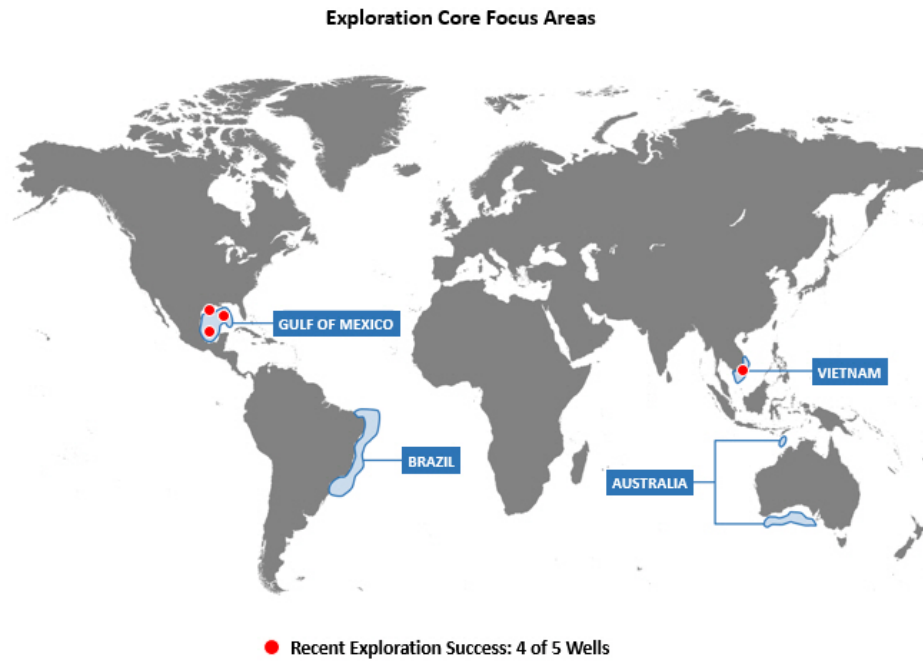 Exploration Core Focus Areas
GULF OF MEXICO
VIETNAM
BRAZIL
AUSTRALIA
Recent Exploration Success: 4 of 5 Wells